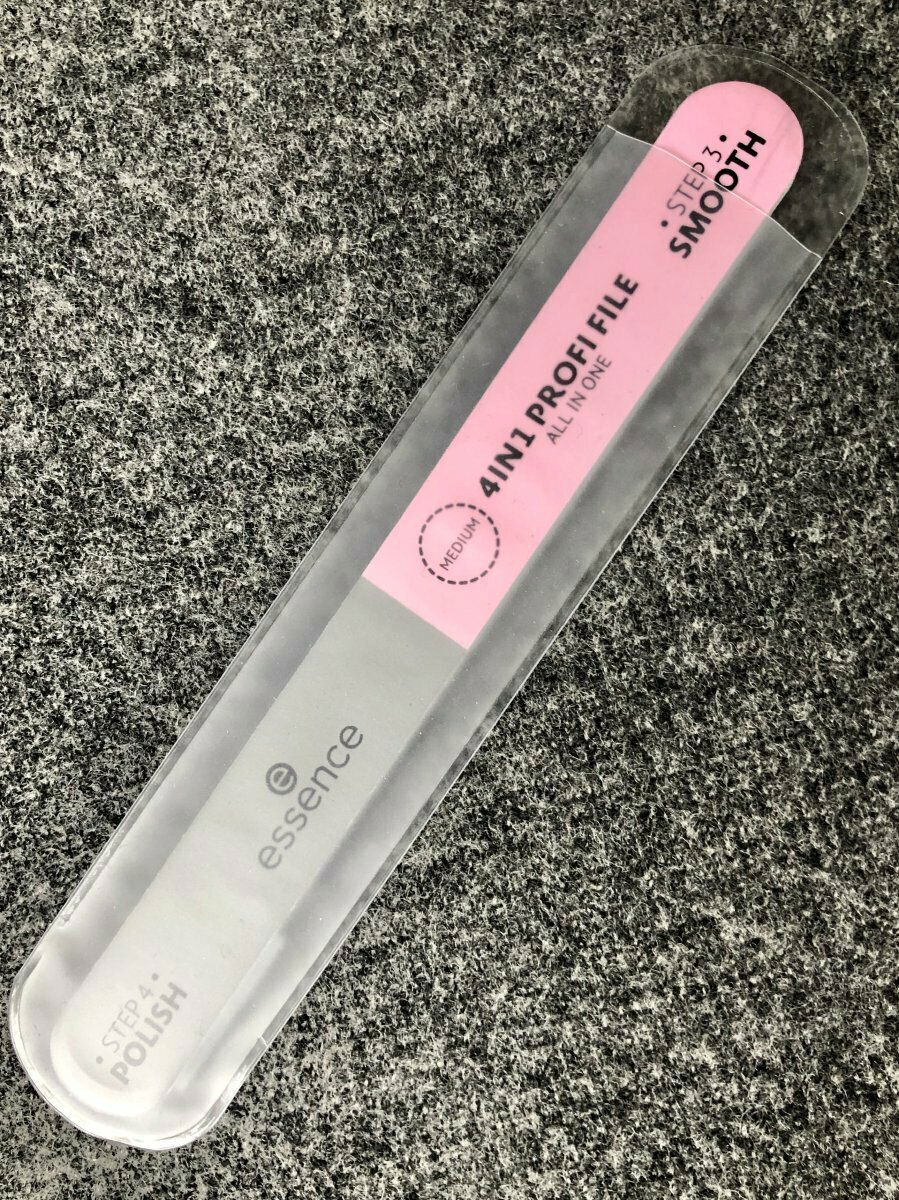 • STEP 3 •
SMOOTH
4IN1 PROFI FILE
ALL IN ONE
MEDIUM
e
essence
• STEP 4 •
POLISH